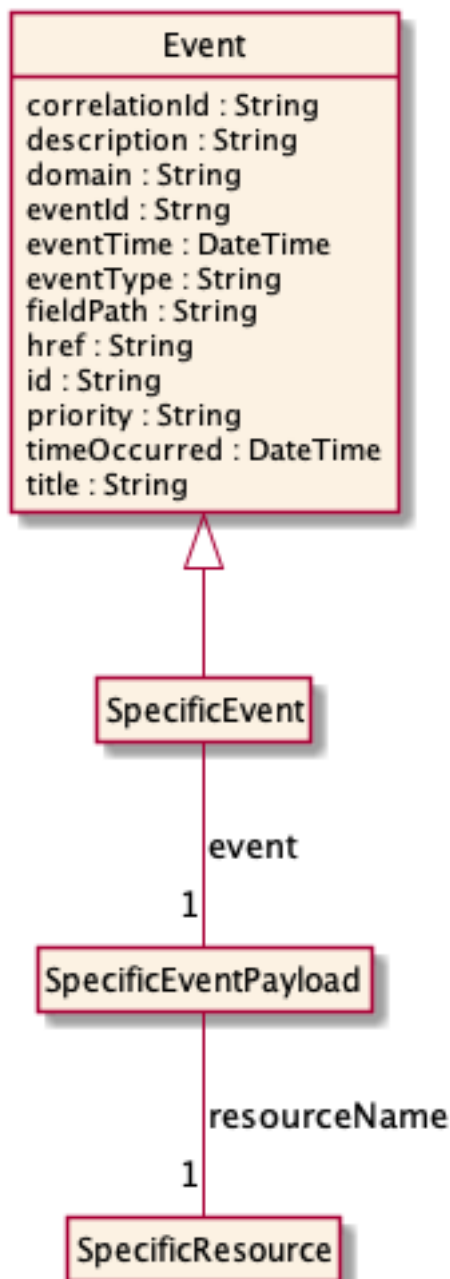 Event
correlationId : String
description : String
domain : String
eventId : Strng
eventTime : DateTime
eventType : String
fieldPath : String
href : String
id : String
priority : String
timeOccurred : DateTime
title : String
SpecificEvent
event
1
SpecificEventPayload
resourceName
1
SpecificResource